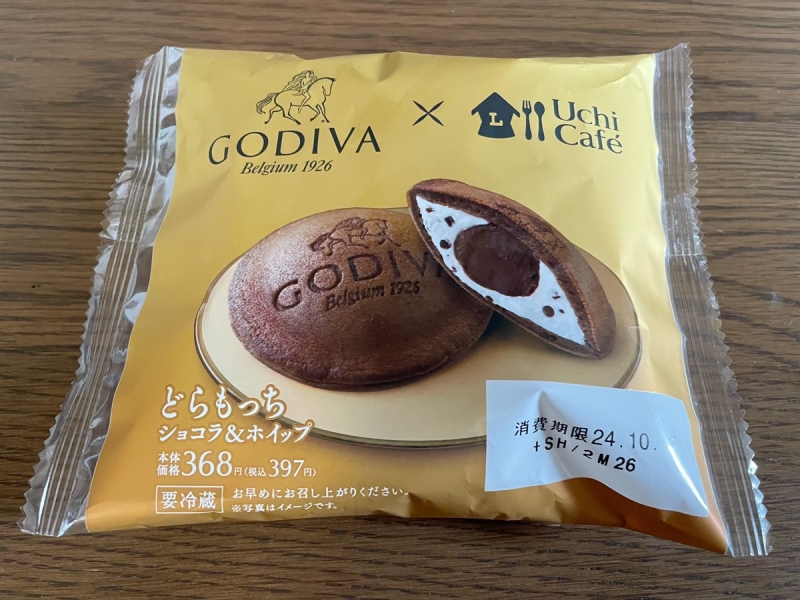 GODIVA
Belgium 1926
×
L
Uchi
Café
GODIVA
Belgium 1926
どらもっち
ショコラ&ホイップ
本体価格368円(税込397円)
要冷蔵
お早めにお召し上がりください。
※写真はイメージです。
消費期限24.10.
+SH/2M26